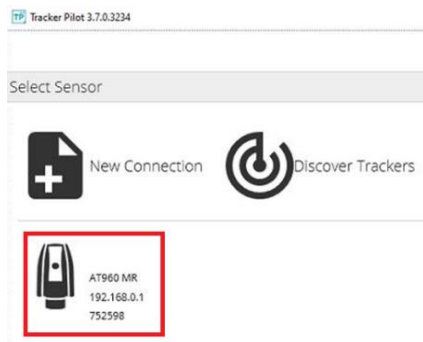 TP Tracker Pilot 3.7.0.3234
Select Sensor
New Connection
Discover Trackers
AT960 MR
192.168.0.1
752598